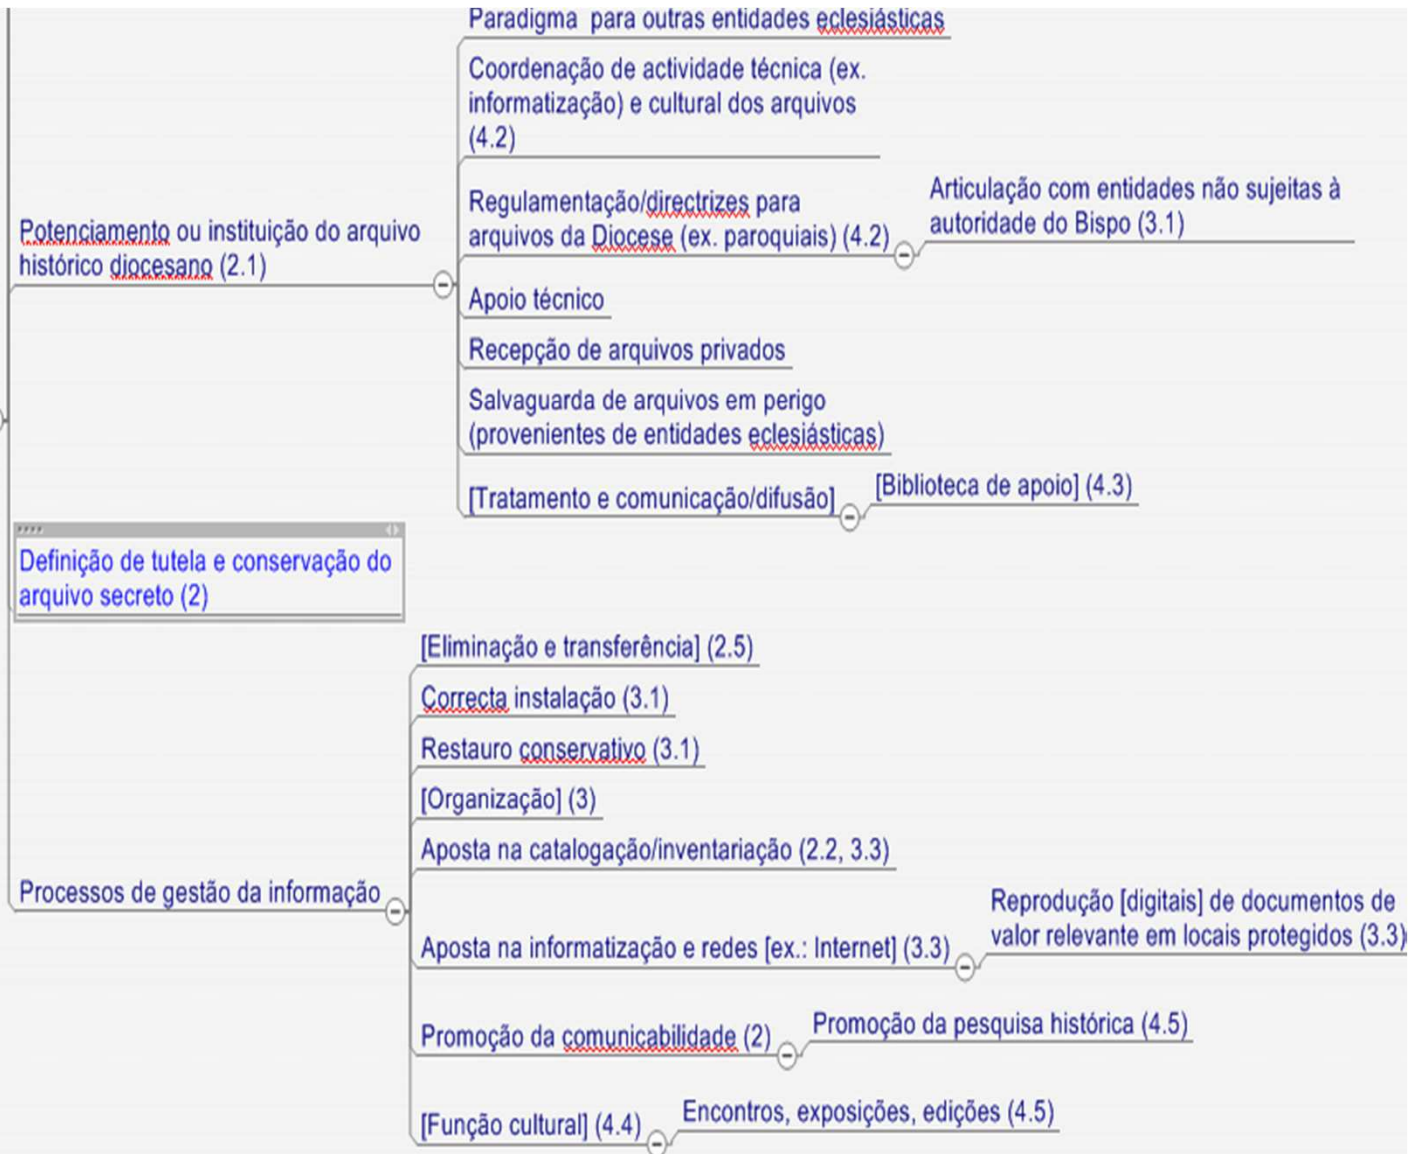 Paradigma para outras entidades eclesiásticas
Coordenação de actividade técnica (ex.
informatização) e cultural dos arquivos
(4.2)
Regulamentação/directrizes para
arquivos da Diocese (ex. paroquiais) (4.2)
Articulação com entidades não sujeitas à
autoridade do Bispo (3.1)
Potenciamento ou instituição do arquivo
histórico diocesano (2.1)
Apoio técnico
Recepção de arquivos privados
Salvaguarda de arquivos em perigo
(provenientes de entidades eclesiásticas)
[Tratamento e comunicação/difusão]
[Biblioteca de apoio] (4.3)
Definição de tutela e conservação do
arquivo secreto (2)
[Eliminação e transferência] (2.5)
Correcta instalação (3.1)
Restauro conservativo (3.1)
[Organização] (3)
Aposta na catalogação/inventariação (2.2, 3.3)
Processos de gestão da informação
Aposta na informatização e redes [ex.: Internet] (3.3)
Reprodução [digitais] de documentos de
valor relevante em locais protegidos (3.3)
Promoção da comunicabilidade (2)
Promoção da pesquisa histórica (4.5)
[Função cultural] (4.4)
Encontros, exposições, edições (4.5)